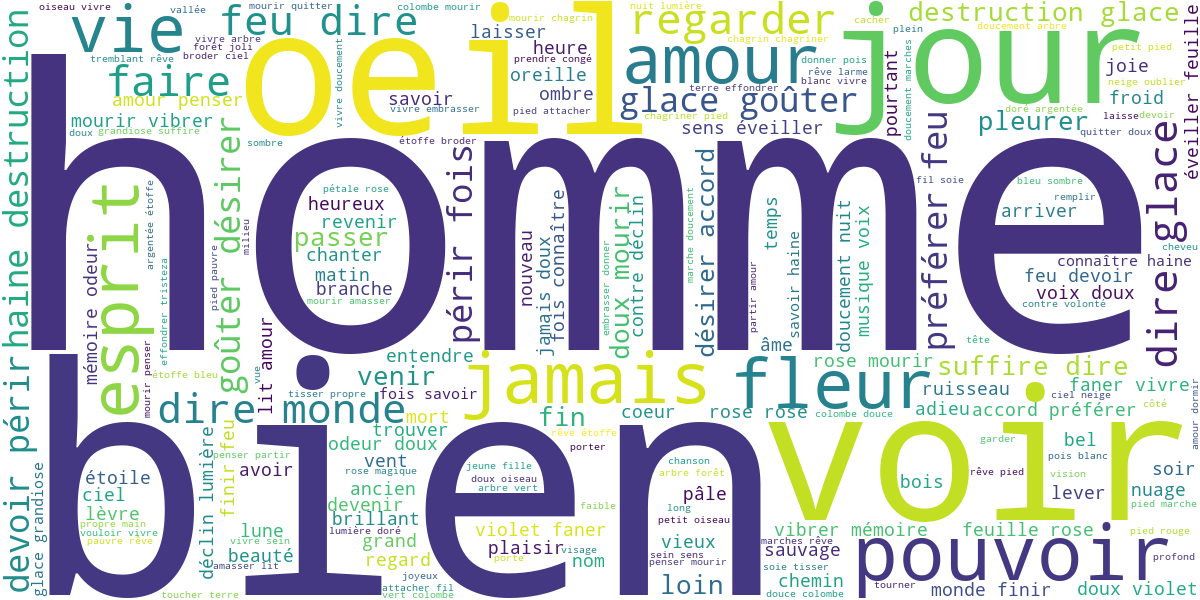 oiseau vivre
vallée
mourir quitter
colombe mourir
nuit lumière
cacher
doucement arbre
vie
feu dire
laisser
mourir chagrin
regarder
destruction glace
plein
vivre arbre
forêt joli
broder ciel
tremblant rêve
oeil
heure
prendre congé
amour
chagrin chagriner
jour
petit pied
joie
faire
oreille
donner pois
rêve larme
blanc vivre
pourtant
doucement marches
neige oublier
froid
amour penser
savoir
vivre embrasser
ombre
terre effondrer
glace goûter
doré argentée
laisse
devoir
mourir vibrer
vivre doucement
pied attacher
chagriner pied
pleurer
quitter doux
doux
grandiose suffire
sens éveiller
éveiller feuille
haine destruction
sombre
étoffe broder
homme
esprit
argentée étoffe
goûter désirer
pétale rose
heureux
revenir
passer
chanter
matin
branche
mourir amasser
périr fois
nouveau
jamais doux
fois connaître
embrasser donner
doux mourir
contre déclin
marche doucement
désirer accord
partir amour
temps
âme
savoir haine
doucement nuit
musique voix
préférer feu
fil soie
bleu sombre
remplir
arriver
connaître haine
feu devoir
voix doux
contre volonté
cheveu
dire glace
tête
mémoire odeur
effondrer tristeza
pied pauvre
milieu
devoir périr
mourir penser
étoffe bleu
lit amour
vue
tisser propre
entendre
venir
fois savoir
jamais
fleur
rose mourir
suffire dire
ruisseau
faner vivre
ciel neige
côté
amour dormir
dire monde
mort
fin
coeur
rose rose
colombe douce
adieu
accord préférer
trouver
odeur doux
rêve étoffe
porter
garder
bel
pois blanc
bien
voir
penser partir
finir feu
vent
rose magique
jeune fille
doux oiseau
arbre vert
chanson
arbre forêt
rêve pied
vision
soir
étoile
ciel
lèvre
propre main
vouloir vivre
pauvre rêve
glace grandiose
déclin lumière
avoir
ancien
devenir
pâle
long
petit oiseau
bois
lever
nuage
pied marche
lune
vivre sein
beauté
amasser lit
brillant
lumière doré
grand
regard
faible
violet faner
plaisir
visage
nom
porte
vieux
sein sens
penser mourir
marches rêve
sauvage
vibrer mémoire
feuille rose
pied rouge
pouvoir
profond
joyeux
attacher fil
vert colombe
toucher terre
loin
soie tisser
chemin
douce colombe
tourner
monde finir
doux violet